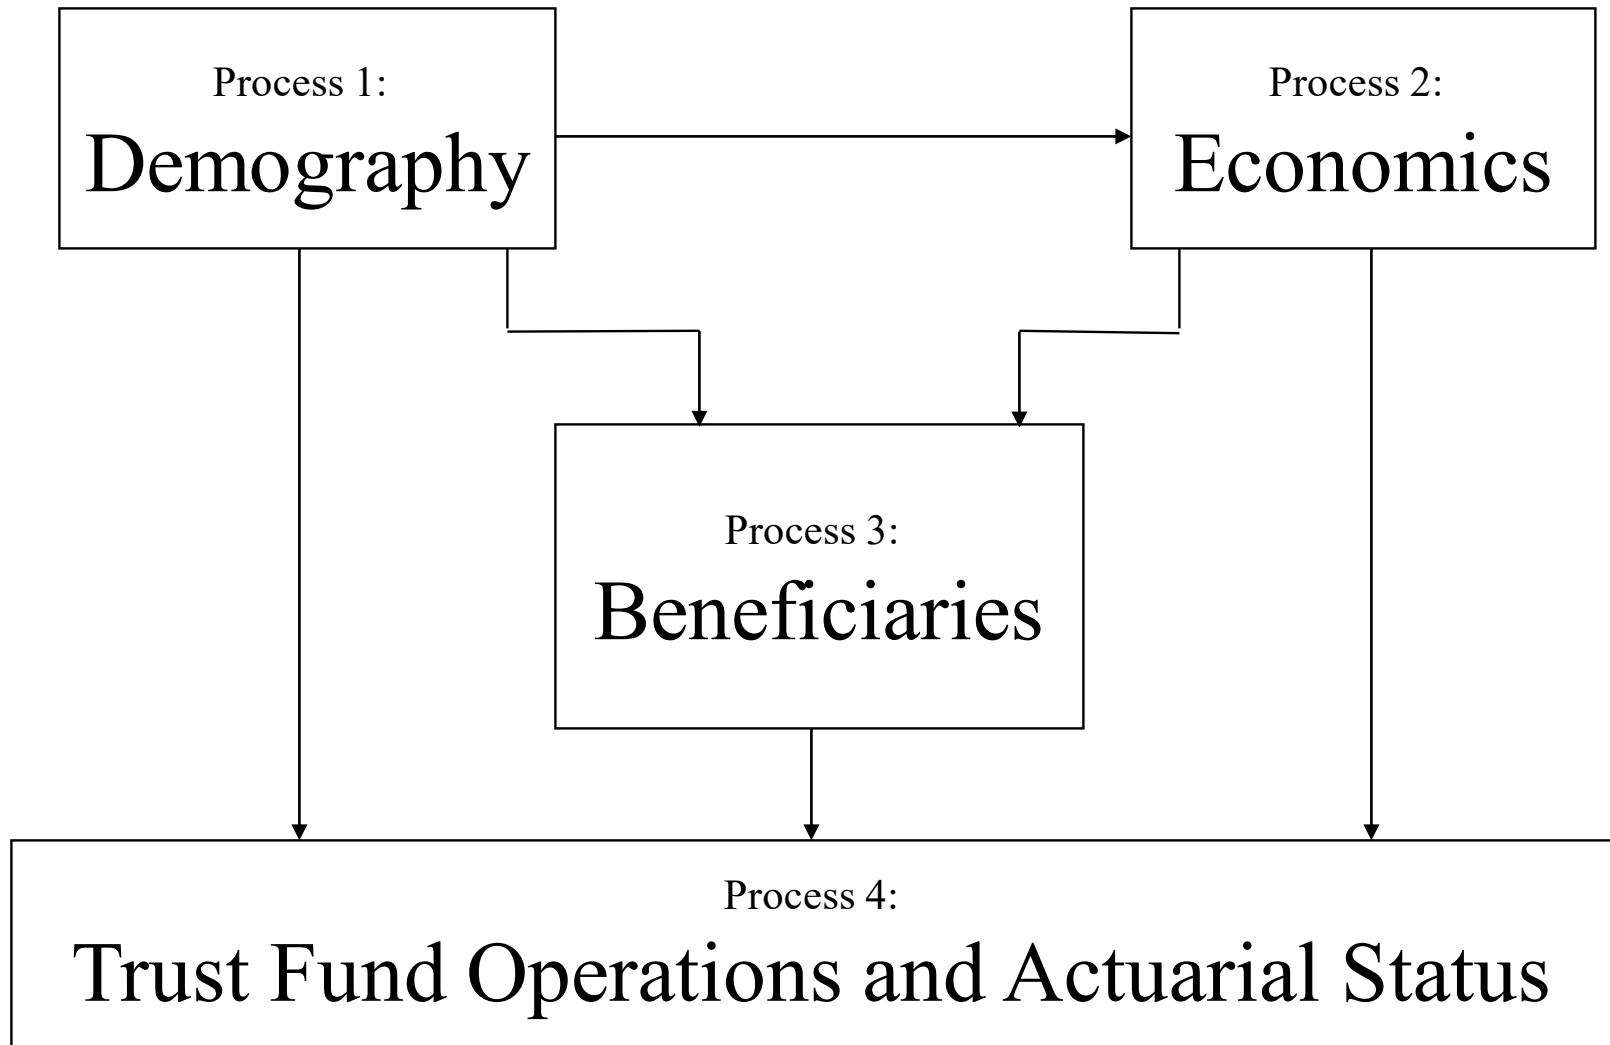 Process 1:
Demography
Process 2:
Economics
Process 3:
Beneficiaries
Process 4:
Trust Fund Operations and Actuarial Status